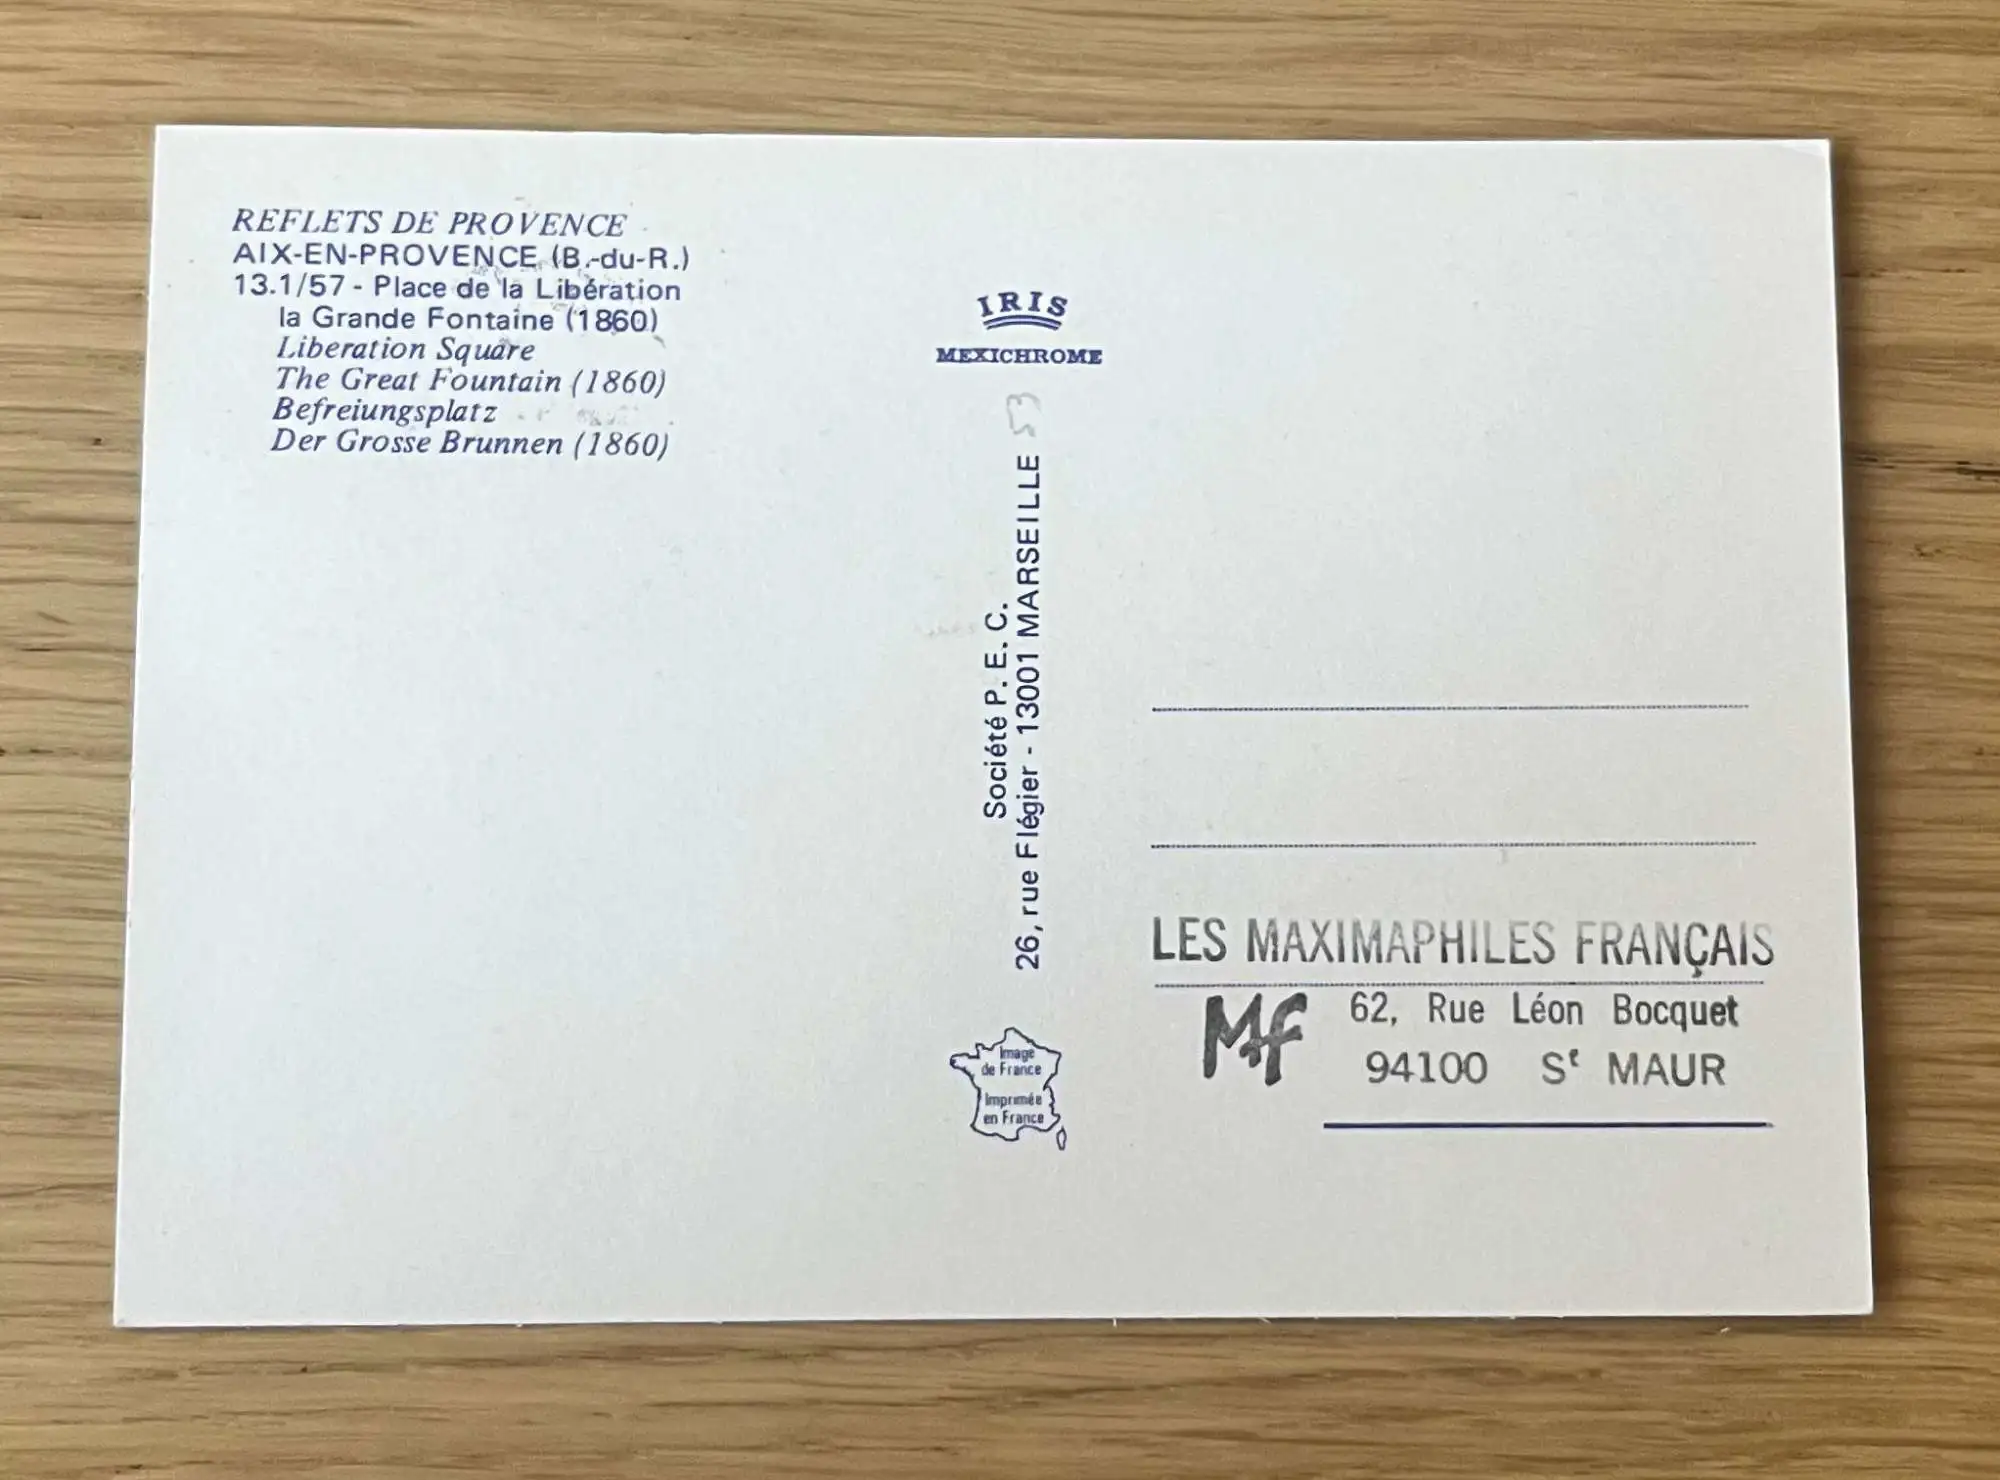 REFLETS DE PROVENCE
AIX-EN-PROVENCE (B.-du-R.)
13.1/57 - Place de la Libération
la Grande Fontaine (1860)
Liberation Square
The Great Fountain (1860)
Befreiungsplatz
Der Grosse Brunnen (1860)
IRIS
MEXICHROME
53
Société P. E. C.
26, rue Flégier - 13001 MARSEILLE
Image
de France
Imprimée
en France
LES MAXIMAPHILES FRANÇAIS
Mf
62, Rue Léon Bocquet
94100 St MAUR